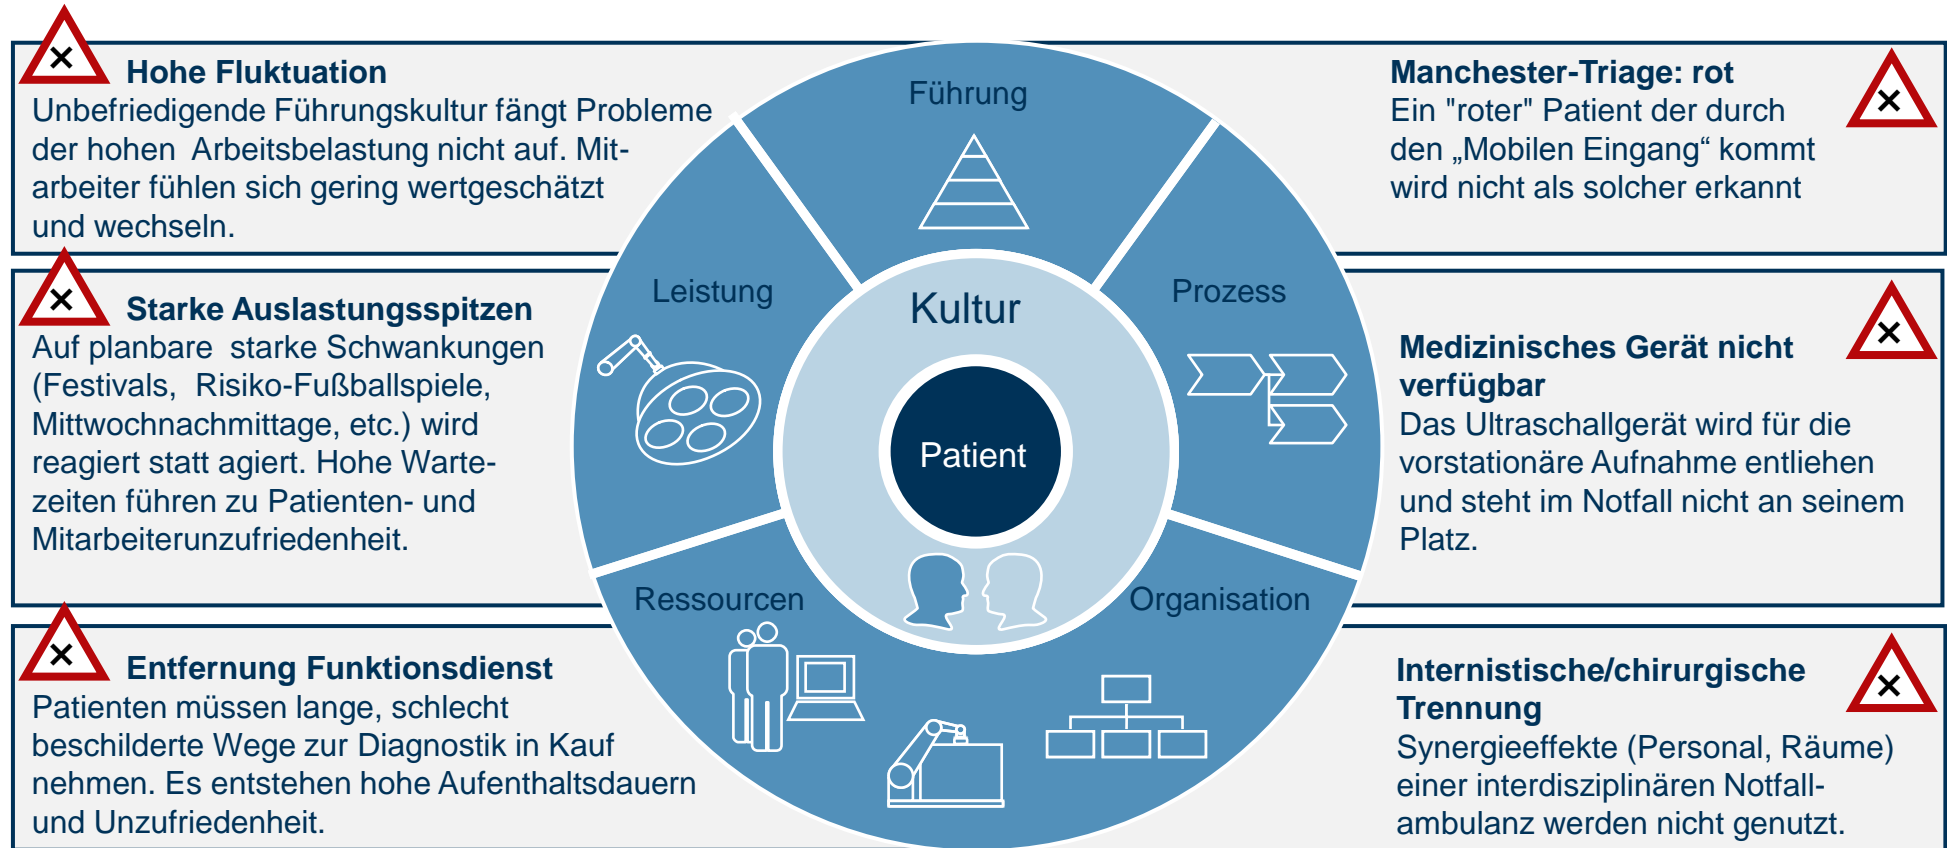 Hohe Fluktuation
Unbefriedigende Führungskultur fängt Probleme
der hohen Arbeitsbelastung nicht auf. Mit-
arbeiter fühlen sich gering wertgeschätzt
und wechseln.
Starke Auslastungsspitzen
Auf planbare starke Schwankungen
(Festivals, Risiko-Fußballspiele,
Mittwochnachmittage, etc.) wird
reagiert statt agiert. Hohe Warte-
zeiten führen zu Patienten- und
Mitarbeiterunzufriedenheit.
Entfernung Funktionsdienst
Patienten müssen lange, schlecht
beschilderte Wege zur Diagnostik in Kauf
nehmen. Es entstehen hohe Aufenthaltsdauern
und Unzufriedenheit.
Führung
Leistung
Prozess
Kultur
Patient
Ressourcen
Organisation
Manchester-Triage: rot
Ein "roter" Patient der durch
den „Mobilen Eingang“ kommt
wird nicht als solcher erkannt
Medizinisches Gerät nicht
verfügbar
Das Ultraschallgerät wird für die
vorstationäre Aufnahme entliehen
und steht im Notfall nicht an seinem
Platz.
Internistische/chirurgische
Trennung
Synergieeffekte (Personal, Räume)
einer interdisziplinären Notfall-
ambulanz werden nicht genutzt.